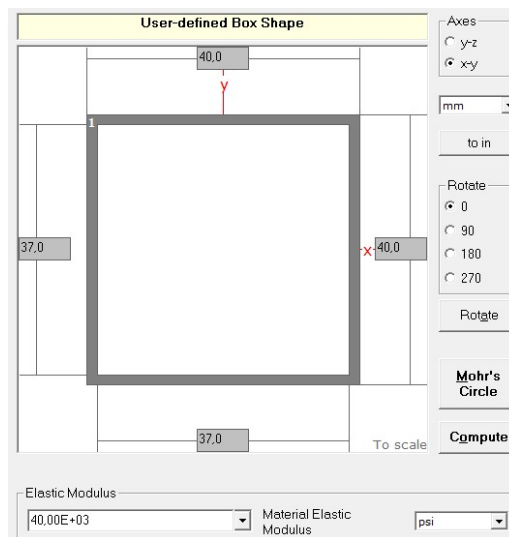 User-defined Box Shape
Axes
y-z
x-y
40,0
y
mm
1
to in
Rotate
0
90
180
270
37,0
x
40,0
Rotate
Mohr's
Circle
37,0
To scale
Compute
Elastic Modulus
40,00E+03
Material Elastic
Modulus
psi